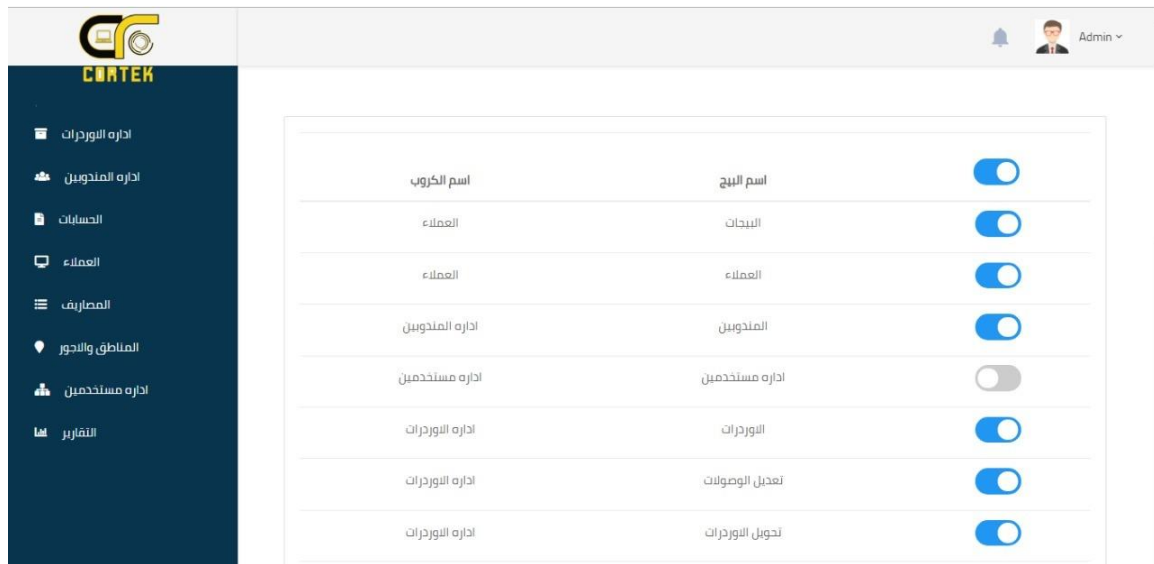 CORTEK
Admin
اداره الاوردرات
اداره المندوبين
الحسابات
العملاء
المصاريف
المناطق والاجور
اداره مستخدمين
التقارير
اسم البيج اسم الكروب
البيجات العملاء
العملاء العملاء
المندوبين اداره المندوبين
اداره مستخدمين اداره مستخدمين
الاوردرات اداره الاوردرات
تعديل الوصولات اداره الاوردرات
تحويل الاوردرات اداره الاوردرات